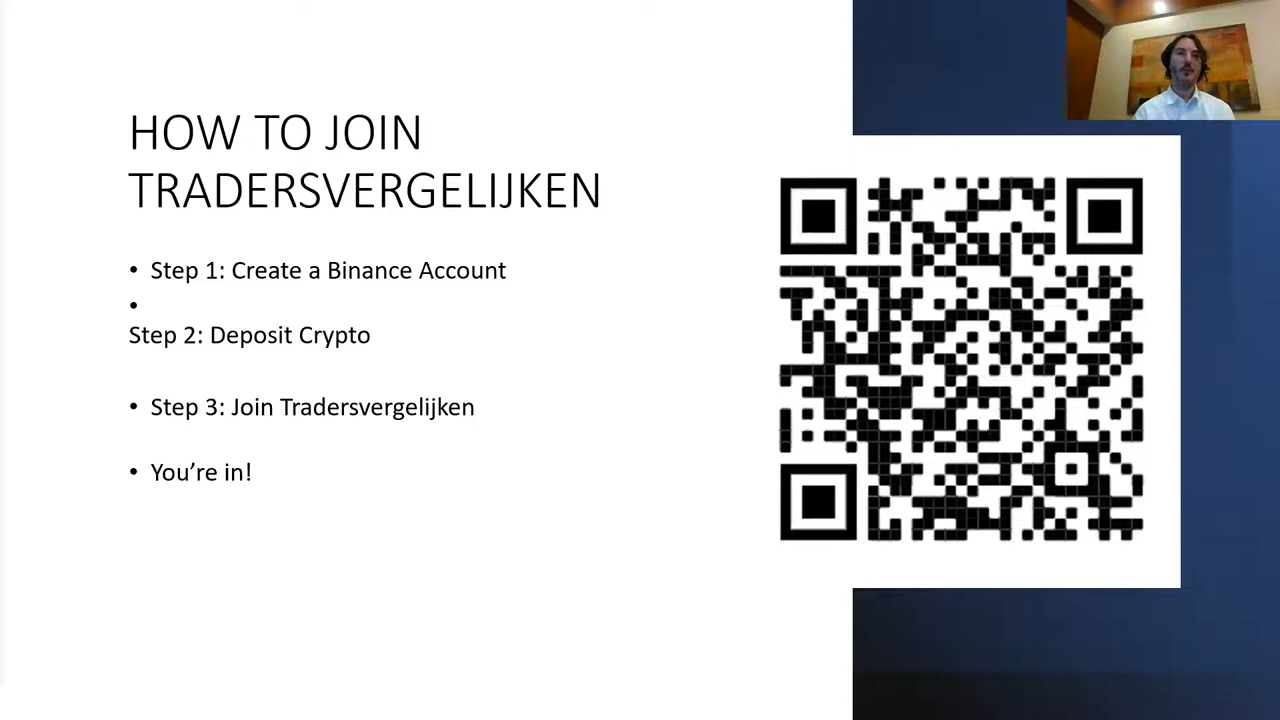 HOW TO JOIN
TRADERSVERGELIJKEN
• Step 1: Create a Binance Account
•
Step 2: Deposit Crypto
• Step 3: Join Tradersvergelijken
• You’re in!